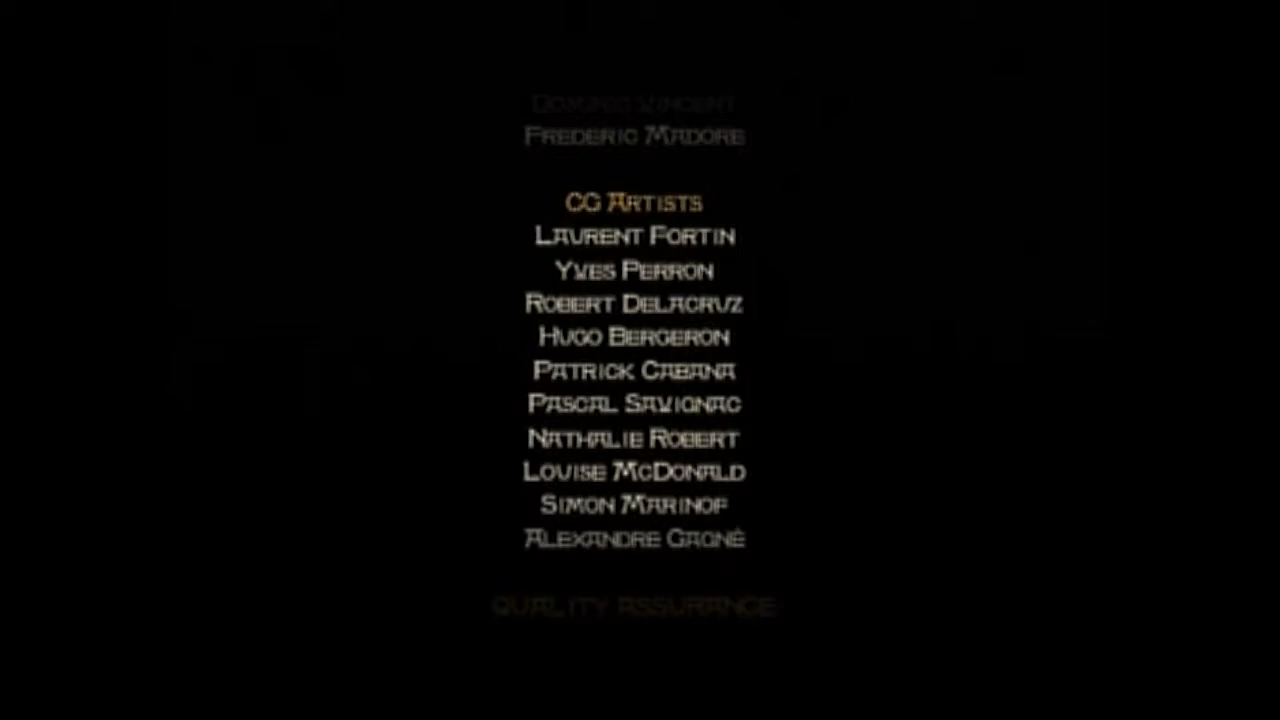 Vincent
Frederic Madore
CG Artists
Laurent Fortin
Yves Perron
Robert Delacruz
Hugo Bergeron
Patrick Cabana
Pascal Savignac
Nathalie Robert
Louise McDonald
Simon Marinof
Alexandre Gagné
QUALITY ASSURANCE